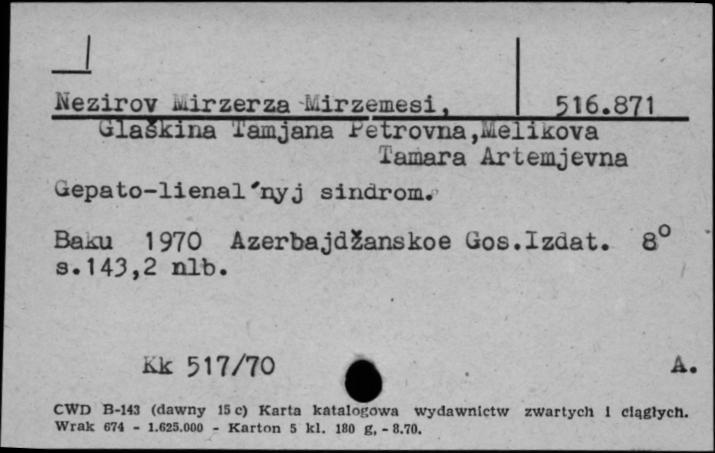 Nezirov Mirzerza Mirzemesi, 516.871
Glaškina Tamjana Petrovna,Melikova
Tamara Artemjevna
Gepato-lienal'nyj sindrom.
Baku 1970 Azerbajdžanskoe Gos.Izdat. 8°
s.143,2 nlb.
Kk 517/70 A.
CWD B-143 (dawny 15 c) Karta katalogowa wydawnictw zwartych i ciągłych.
Wrak 674 - 1.625.000 - Karton 5 kl. 180 g, - 8.70.